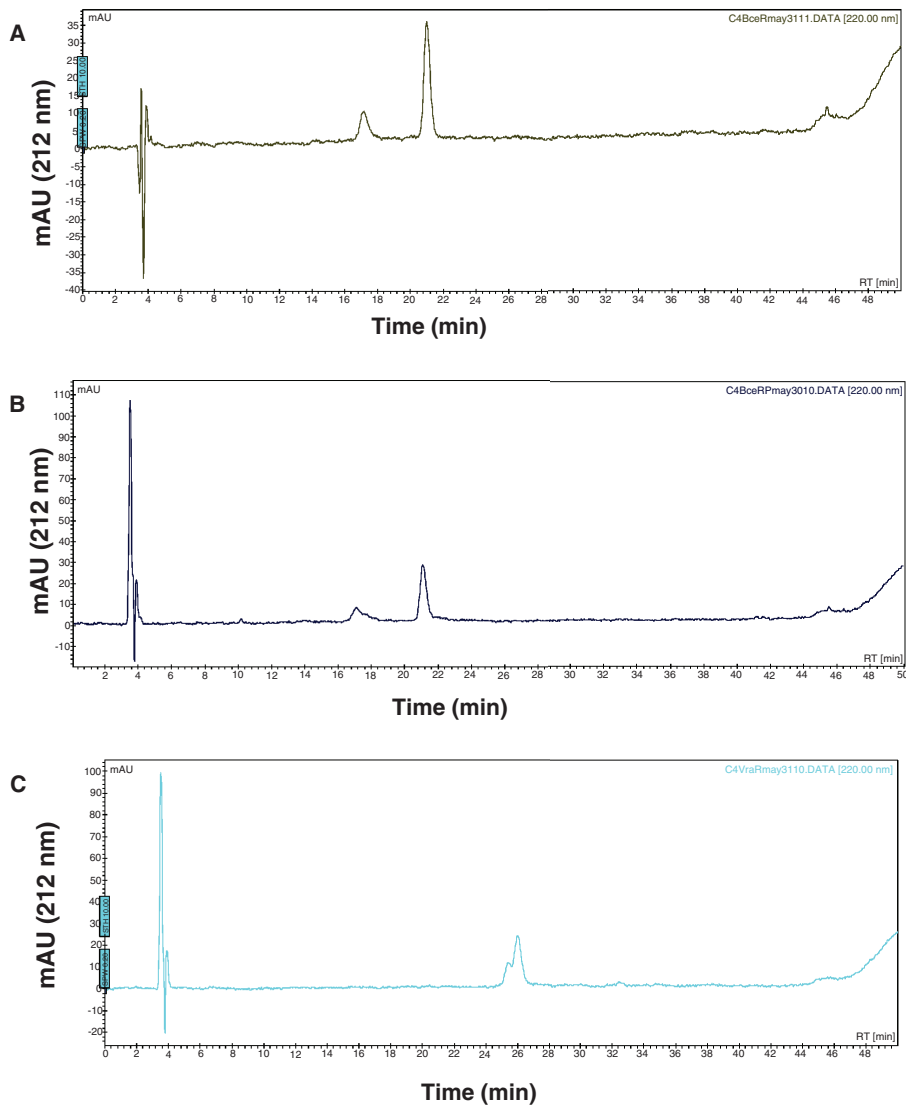 A
mAU
C4BceRmay3111.DATA [220.00 nm]
mAU (212 nm)
STH 10.00
35
30
25
20
15
10
5
0
-5
-10
-15
-20
-25
-30
-35
-40
RT [min]
0 2 4 6 8 10 12 14 16 18 20 22 24 26 28 30 32 34 36 38 40 42 44 46 48
Time (min)
B
mAU
C4BceRPmay3010.DATA [220.00 nm]
mAU (212 nm)
110
100
90
80
70
60
50
40
30
20
10
0
-10
RT [min]
2 4 6 8 10 12 14 16 18 20 22 24 26 28 30 32 34 36 38 40 42 44 46 48 50
Time (min)
C
mAU
C4VraRmay3110.DATA [220.00 nm]
mAU (212 nm)
STH 10.00
100
90
80
70
60
50
40
30
20
10
0
-10
-20
RT [min]
0 2 4 6 8 10 12 14 16 18 20 22 24 26 28 30 32 34 36 38 40 42 44 46 48
Time (min)